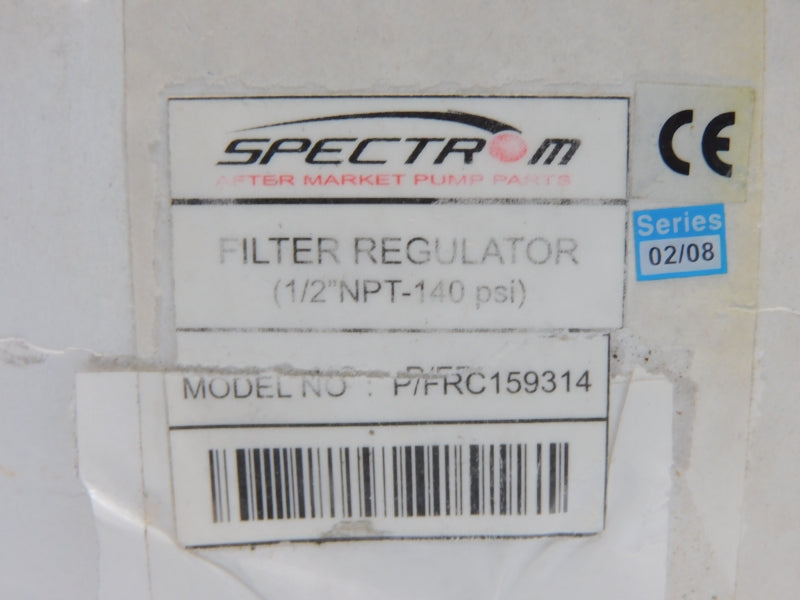 SPECTROM
AFTER MARKET PUMP PARTS
CE
Series
02/08
FILTER REGULATOR
(1/2"NPT-140 psi)
MODEL NO : P/FRC159314